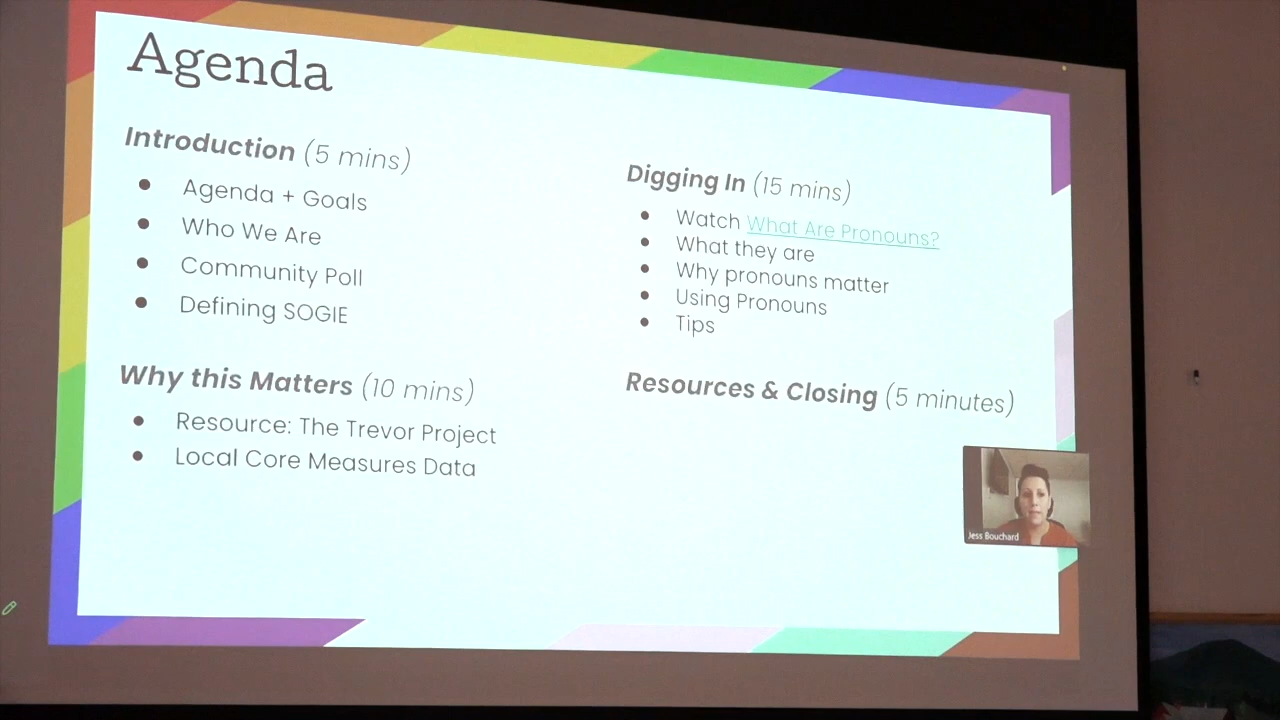 Agenda
Introduction (5 mins)
Agenda + Goals
Who We Are
Community Poll
Defining SOGIE
Why this Matters (10 mins)
Resource: The Trevor Project
Local Core Measures Data
Digging In (15 mins)
Watch What Are Pronouns?
What they are
Why pronouns matter
Using Pronouns
Tips
Resources & Closing (5 minutes)
Jess Bouchard